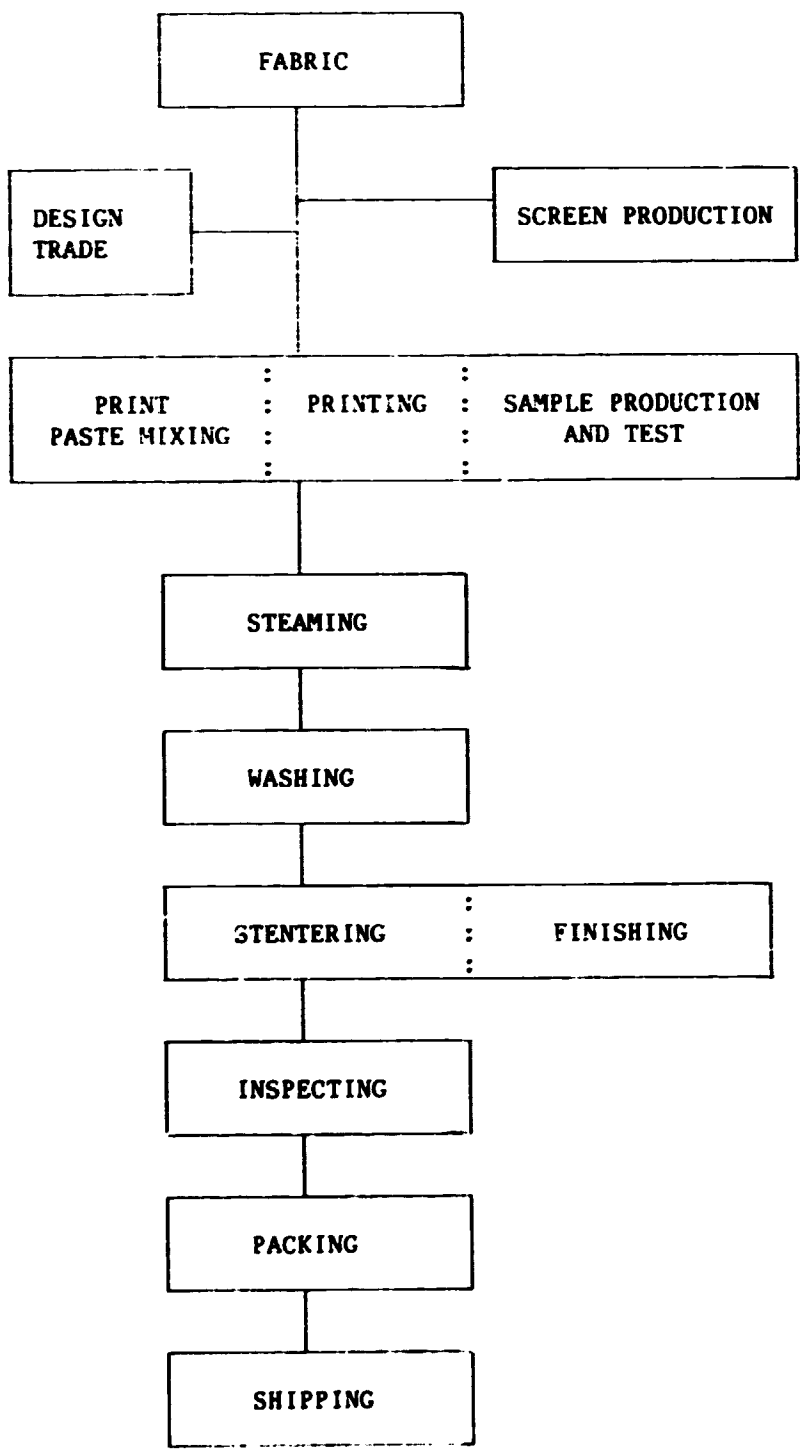 FABRIC
DESIGN
TRADE
SCREEN PRODUCTION
PRINT
PASTE MIXING
PRINTING
SAMPLE PRODUCTION
AND TEST
STEAMING
WASHING
STENTERING
FINISHING
INSPECTING
PACKING
SHIPPING